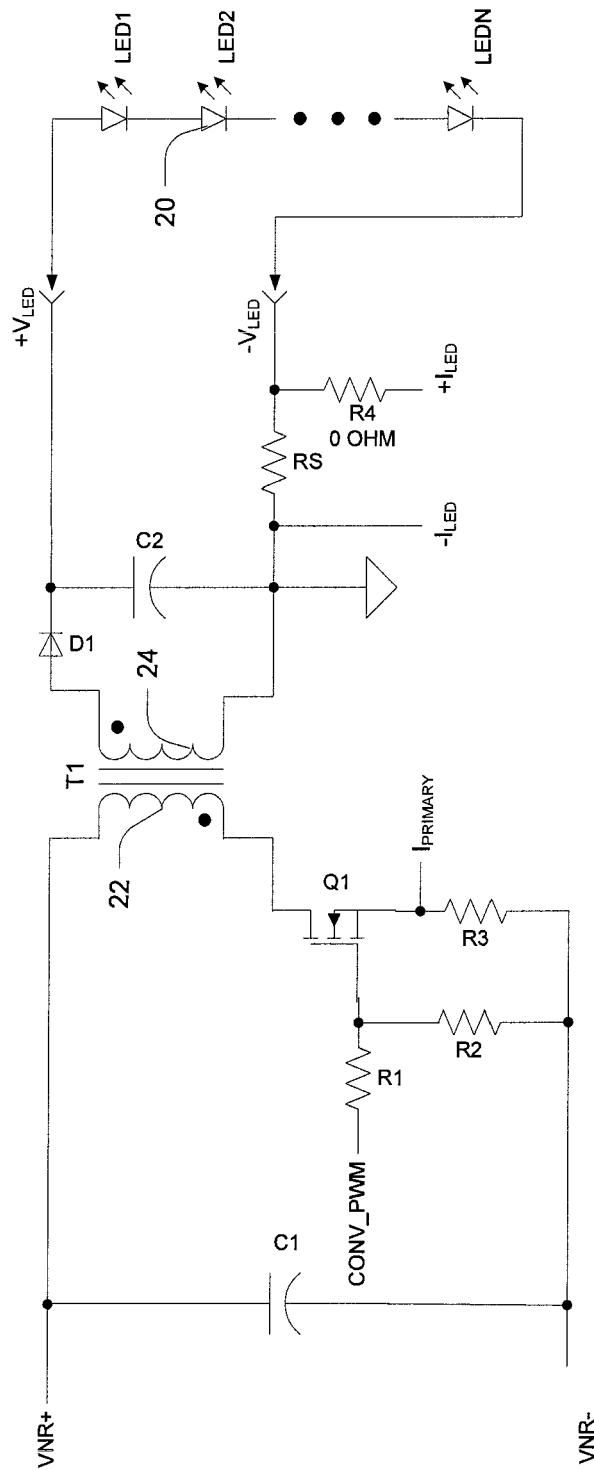 VNR+
VNR-
C1
CONV_PWM
R1
R2
R3
Q1
IPRIMARY
22
T1
24
D1
C2
-ILED
RS
R4
0 OHM
+ILED
+VLED
-VLED
20
LED1
LED2
LEDN